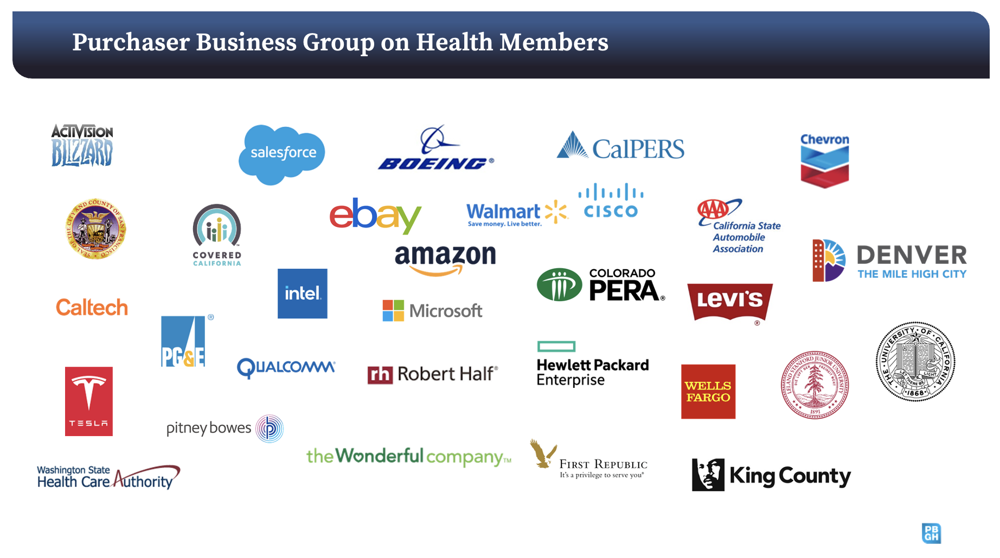 Purchaser Business Group on Health Members
ACTIVISION
BLIZZARD
salesforce
BOEING®
CalPERS
Chevron
SEAL OF THE CITY AND COUNTY OF SAN FRANCISCO
COVERED
CALIFORNIA
ebay
Walmart
Save money. Live better.
CISCO
AAA
California State
Automobile
Association
DENVER
THE MILE HIGH CITY
amazon
intel.
COLORADO
PERA®
LEVI'S
®
Caltech
Microsoft
®
PG&E
QUALCOMM®
rh Robert Half®
Hewlett Packard
Enterprise
WELLS
FARGO
LELAND STANFORD JUNIOR UNIVERSITY
DIE LUFT DER FREIHEIT WEHT
1891
THE UNIVERSITY OF CALIFORNIA
LET THERE BE LIGHT
1868
TESLA
pitney bowes
the Wonderful company™
FIRST REPUBLIC
It's a privilege to serve you®
King County
Washington State
Health Care Authority
PB
GH